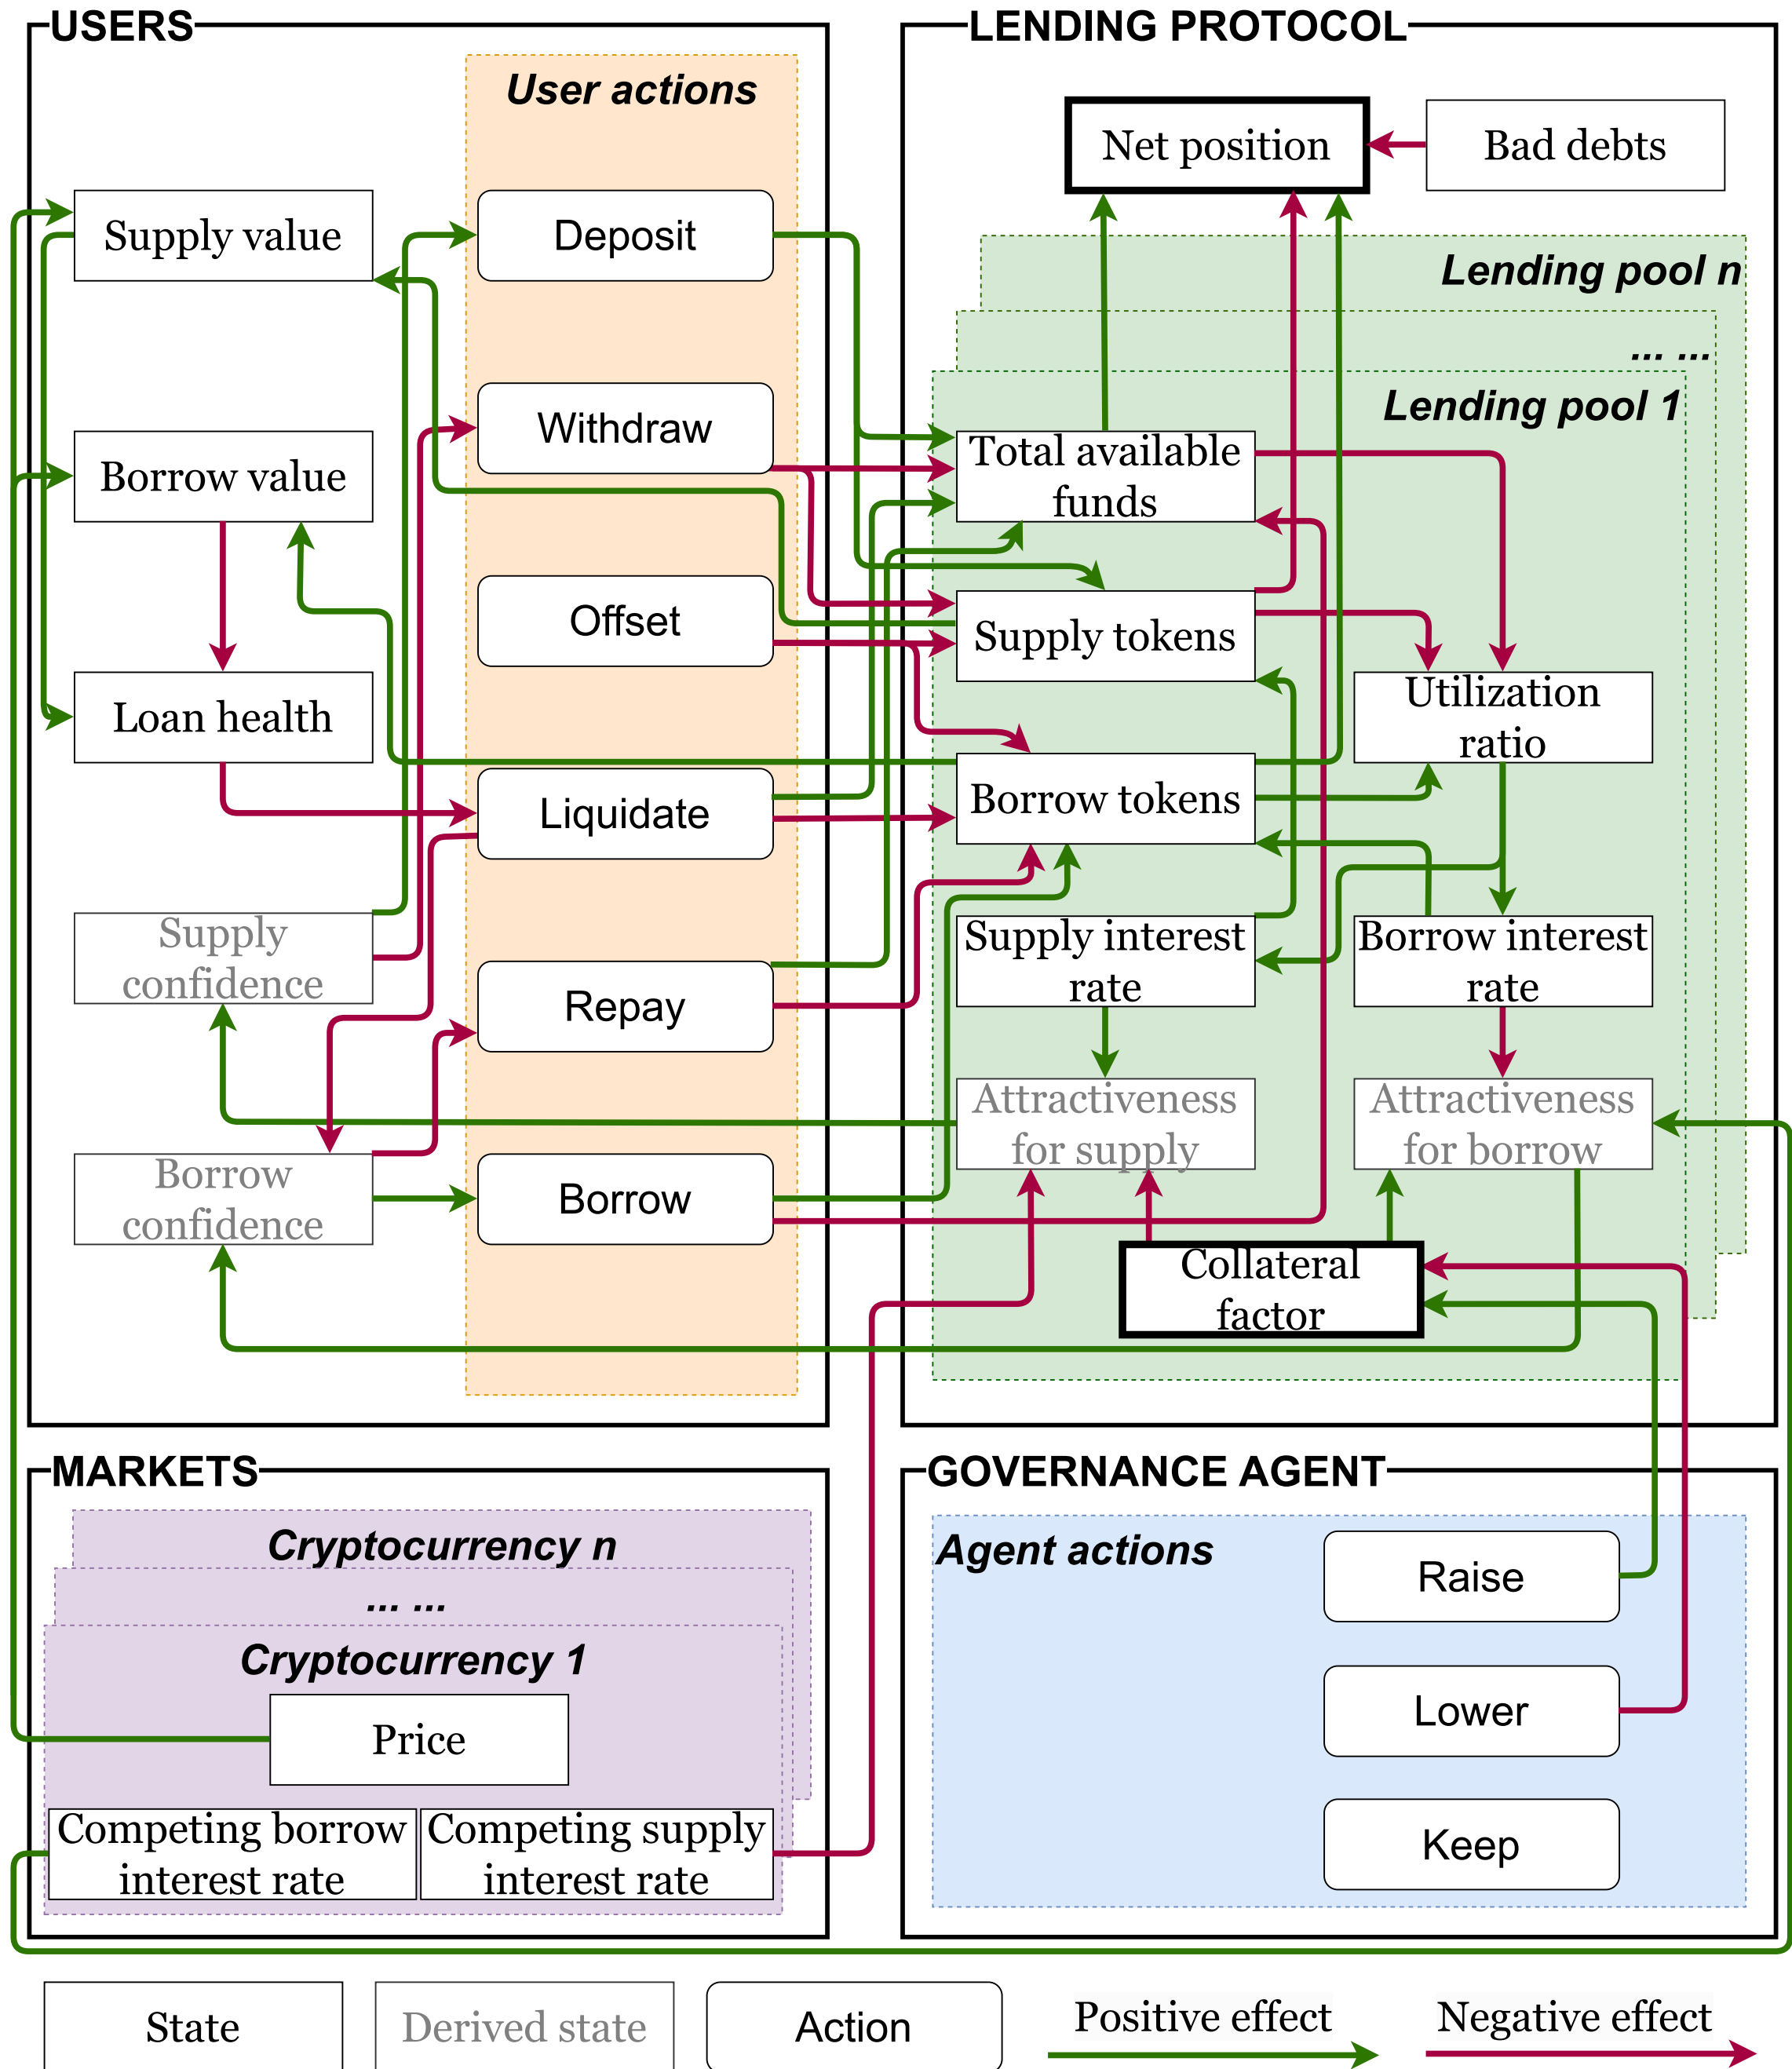 USERS
User actions
Supply value
Borrow value
Loan health
Supply
confidence
Borrow
confidence
Deposit
Withdraw
Offset
Liquidate
Repay
Borrow
LENDING PROTOCOL
Net position
Bad debts
Lending pool n
... ...
Lending pool 1
Total available
funds
Supply tokens
Utilization
ratio
Borrow tokens
Supply interest
rate
Borrow interest
rate
Attractiveness
for supply
Attractiveness
for borrow
Collateral
factor
MARKETS
Cryptocurrency n
... ...
Cryptocurrency 1
Price
Competing borrow
interest rate
Competing supply
interest rate
GOVERNANCE AGENT
Agent actions
Raise
Lower
Keep
State
Derived state
Action
Positive effect
Negative effect